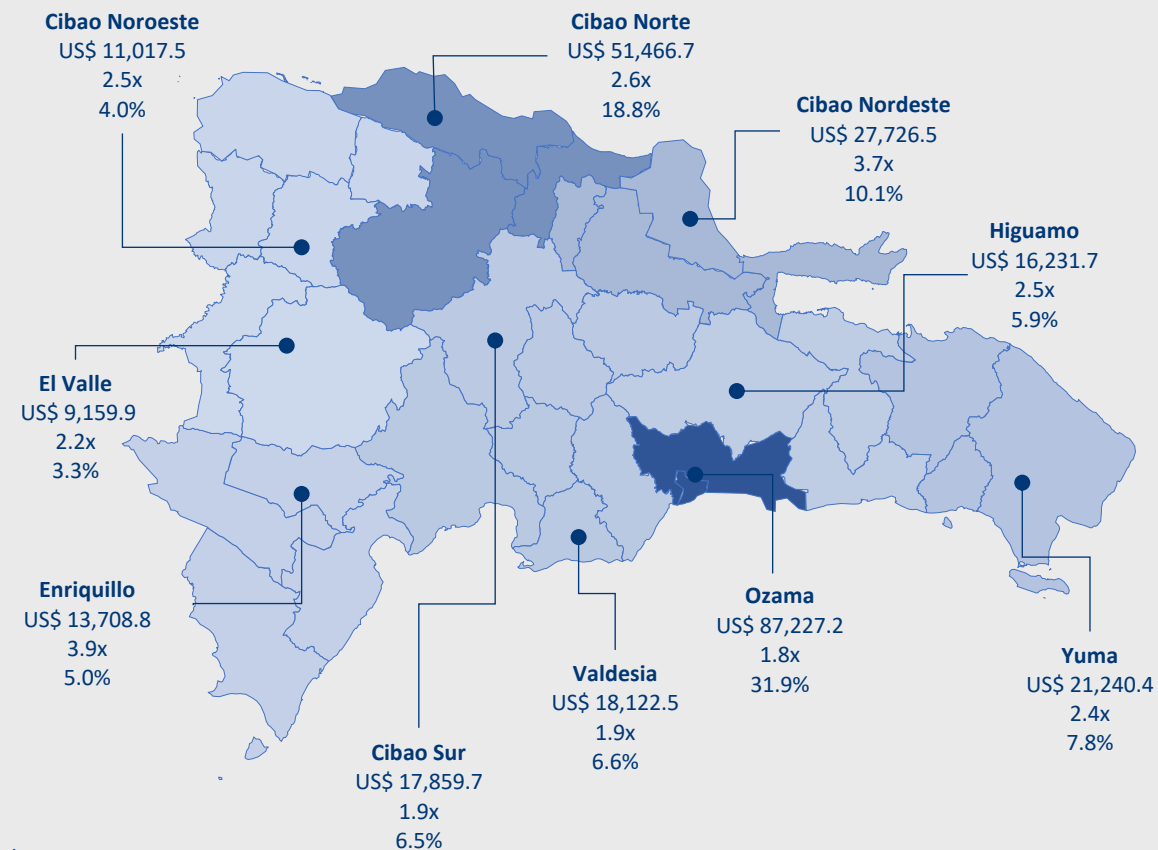 Cibao Noroeste
US$ 11,017.5
2.5x
4.0%
Cibao Norte
US$ 51,466.7
2.6x
18.8%
Cibao Nordeste
US$ 27,726.5
3.7x
10.1%
Higuamo
US$ 16,231.7
2.5x
5.9%
El Valle
US$ 9,159.9
2.2x
3.3%
Enriquillo
US$ 13,708.8
3.9x
5.0%
Cibao Sur
US$ 17,859.7
1.9x
6.5%
Valdesia
US$ 18,122.5
1.9x
6.6%
Ozama
US$ 87,227.2
1.8x
31.9%
Yuma
US$ 21,240.4
2.4x
7.8%